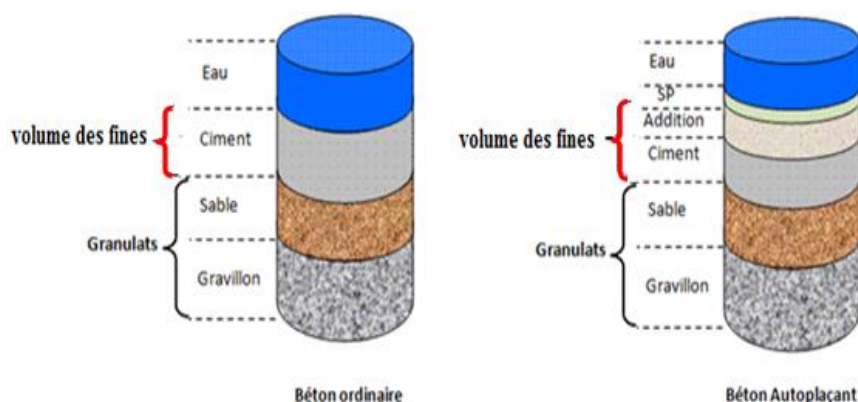 Eau
volume des fines
Ciment
Sable
Granulats
Gravillon
Béton ordinaire
Eau
SP
Addition
volume des fines
Ciment
Sable
Granulats
Gravillon
Béton Autoplaçant